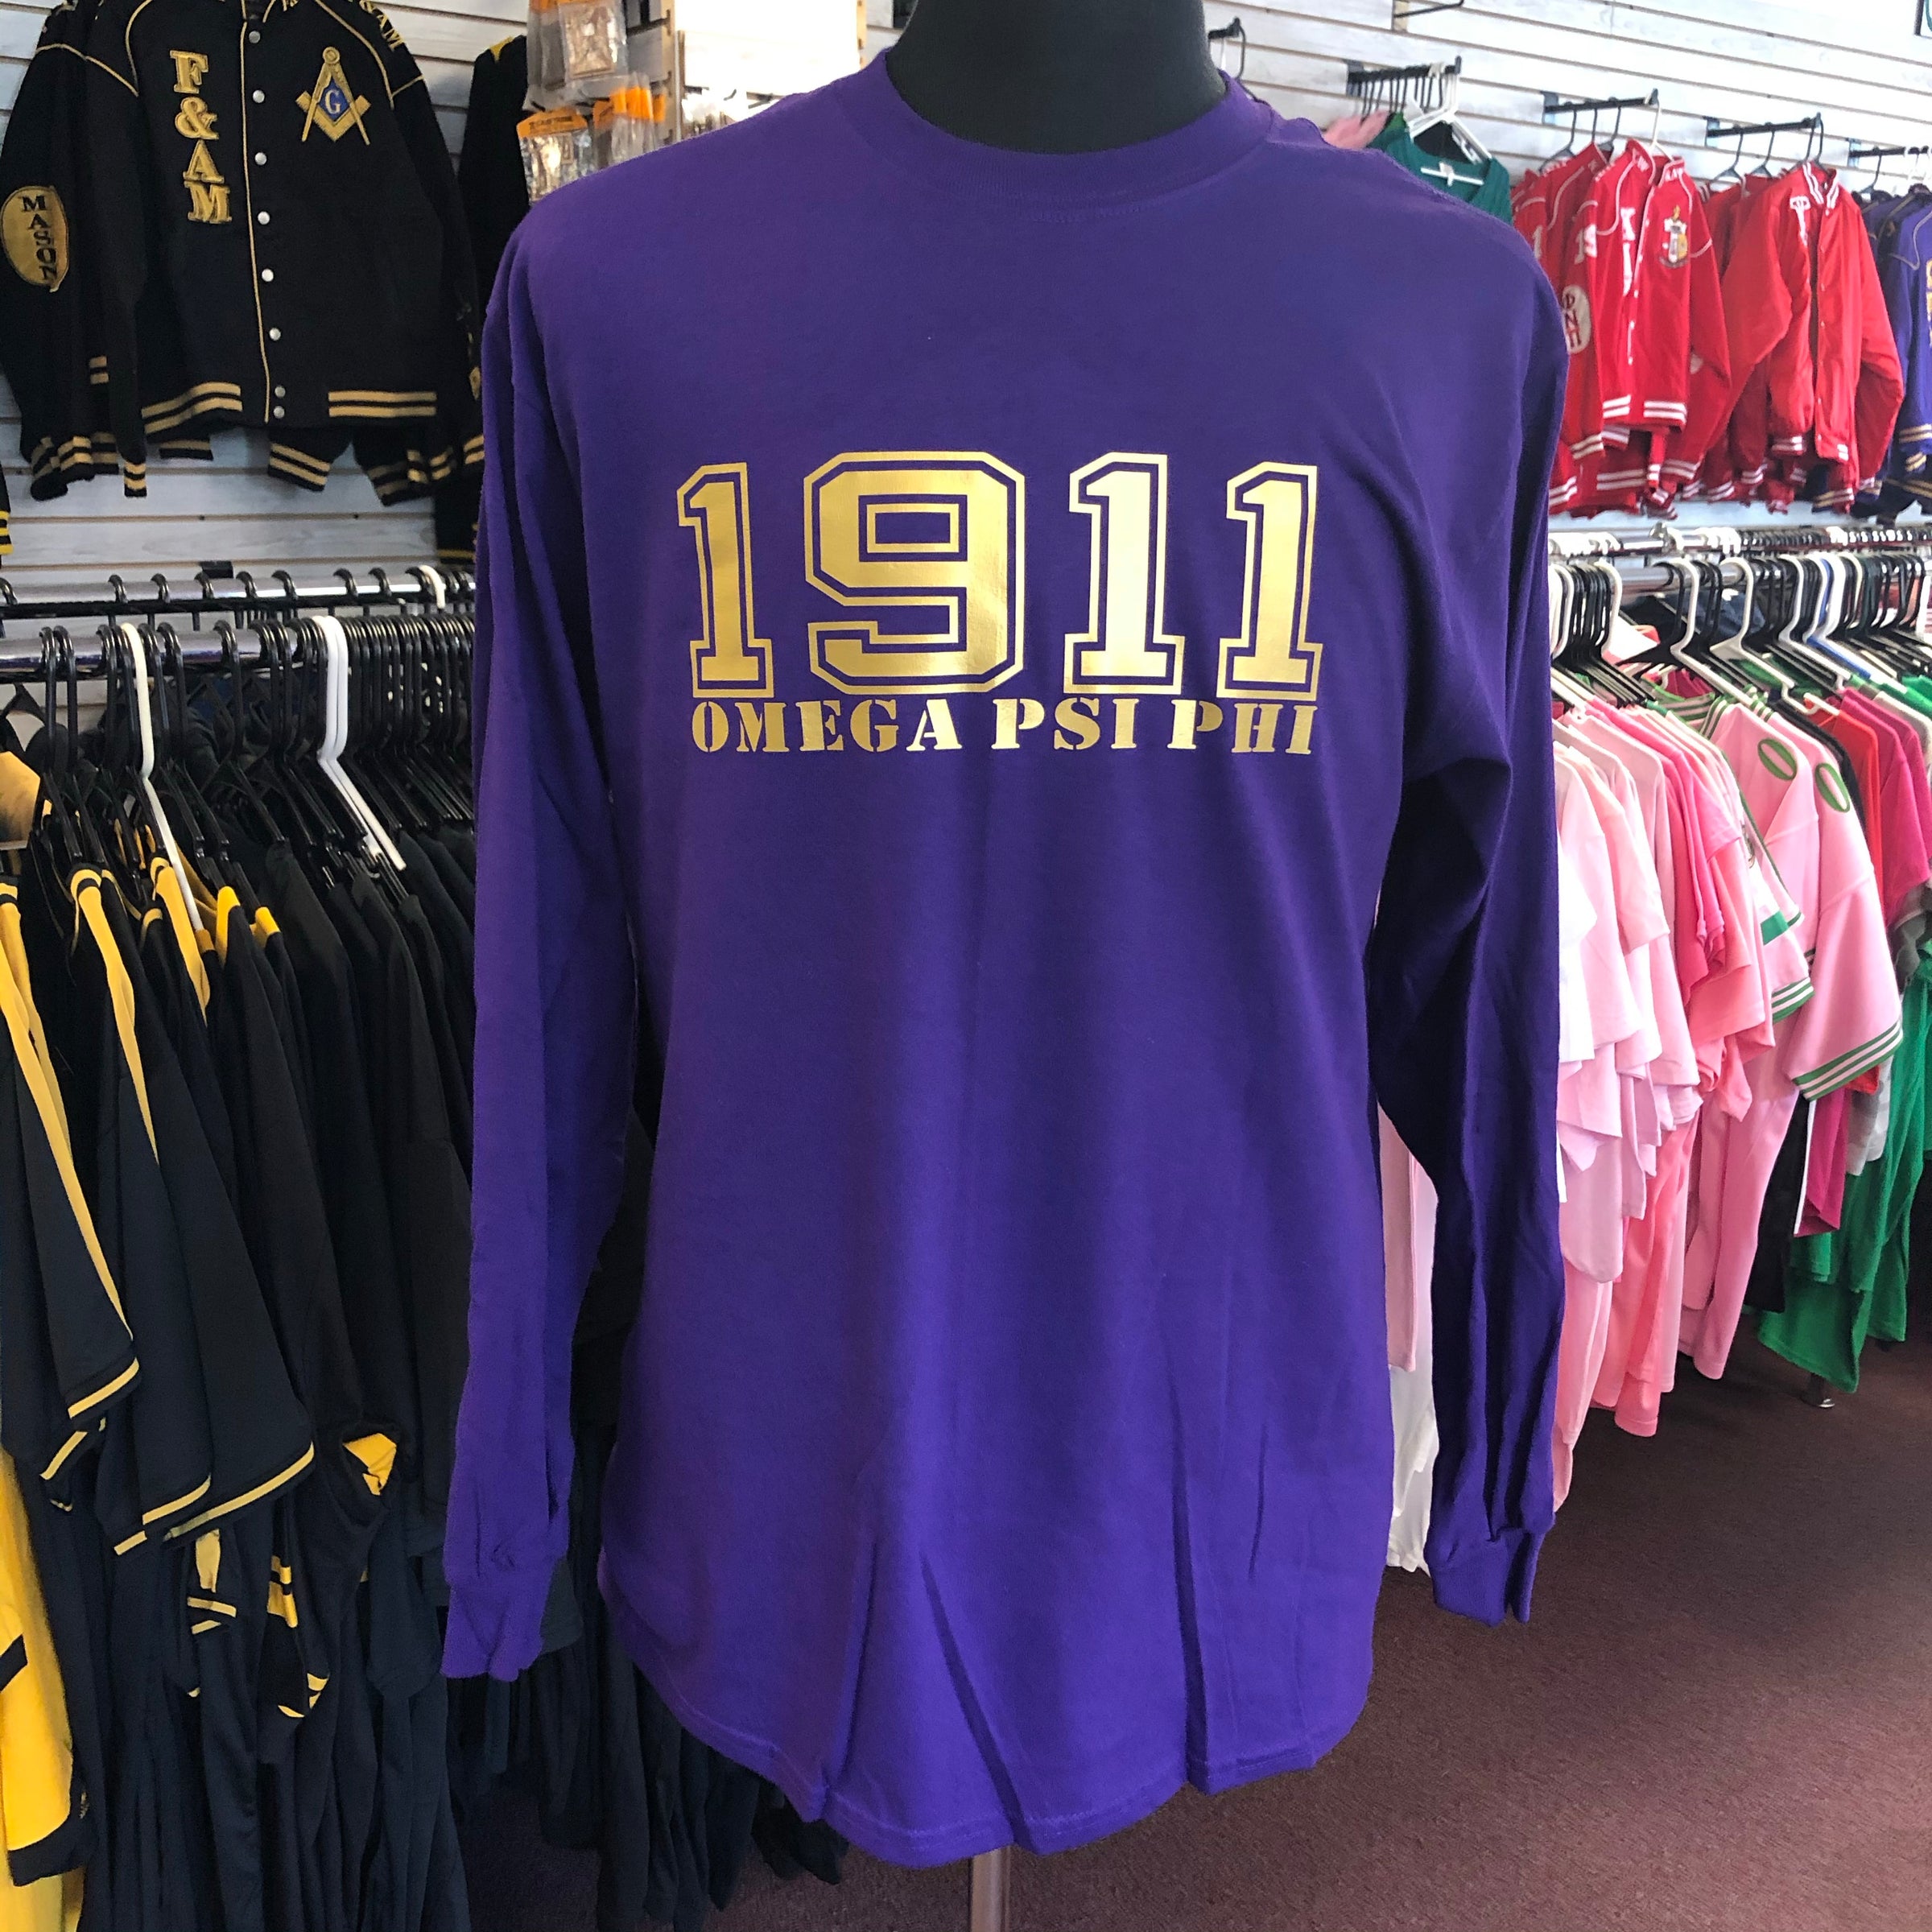 F&AM
G
MASON
1911
OMEGA PSI PHI